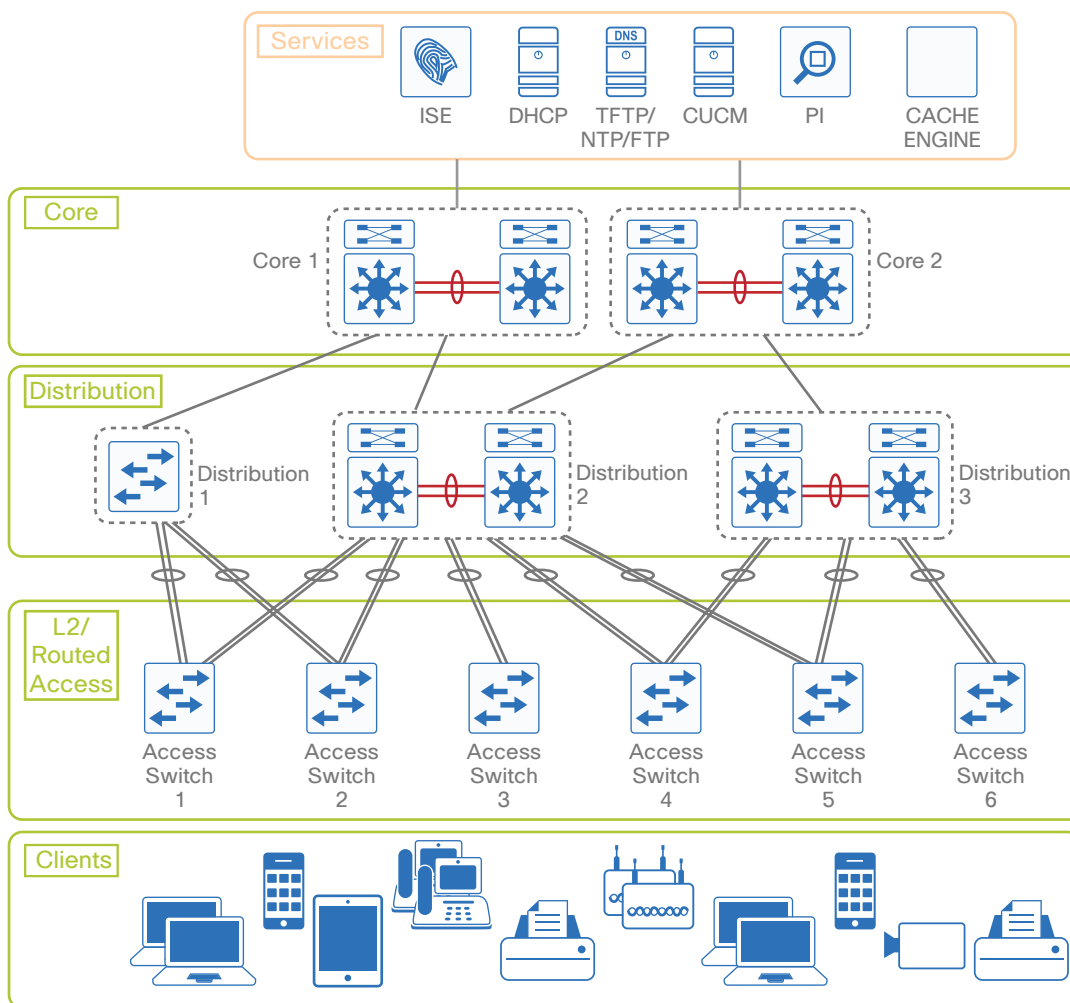 Services
DNS
ISE
DHCP
TFTP/
NTP/FTP
CUCM
PI
CACHE
ENGINE
Core
Core 1
Core 2
Distribution
Distribution
1
Distribution
2
Distribution
3
L2/
Routed
Access
Access
Switch
1
Access
Switch
2
Access
Switch
3
Access
Switch
4
Access
Switch
5
Access
Switch
6
Clients